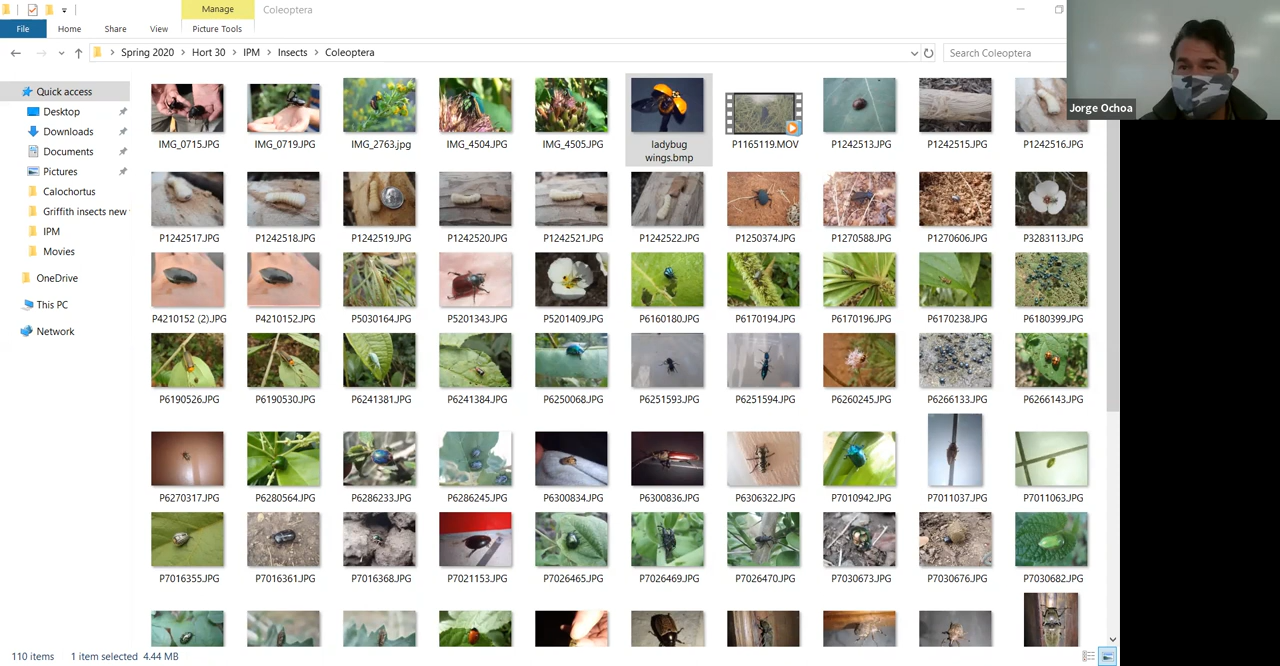 Manage
Coleoptera
File
Home
Share
View
Picture Tools
Spring 2020 > Hort 30 > IPM > Insects > Coleoptera
Search Coleoptera
Jorge Ochoa
Quick access
Desktop
Downloads
Documents
Pictures
Calochortus
Griffith insects new
IPM
Movies
OneDrive
This PC
Network
IMG_0715.JPG IMG_0719.JPG IMG_2763.jpg IMG_4504.JPG IMG_4505.JPG ladybug P1165119.MOV P1242513.JPG P1242515.JPG P1242516.JPG
wings.bmp
P1242517.JPG P1242518.JPG P1242519.JPG P1242520.JPG P1242521.JPG P1242522.JPG P1250374.JPG P1270588.JPG P1270606.JPG P3283113.JPG
P4210152 (2).JPG P4210152.JPG P5030164.JPG P5201343.JPG P5201409.JPG P6160180.JPG P6170194.JPG P6170196.JPG P6170238.JPG P6180399.JPG
P6190526.JPG P6190530.JPG P6241381.JPG P6241384.JPG P6250068.JPG P6251593.JPG P6251594.JPG P6260245.JPG P6266133.JPG P6266143.JPG
P6270317.JPG P6280564.JPG P6286233.JPG P6286245.JPG P6300834.JPG P6300836.JPG P6306322.JPG P7010942.JPG P7011037.JPG P7011063.JPG
P7016355.JPG P7016361.JPG P7016368.JPG P7021153.JPG P7026465.JPG P7026469.JPG P7026470.JPG P7030673.JPG P7030676.JPG P7030682.JPG
110 items 1 item selected 4.44 MB